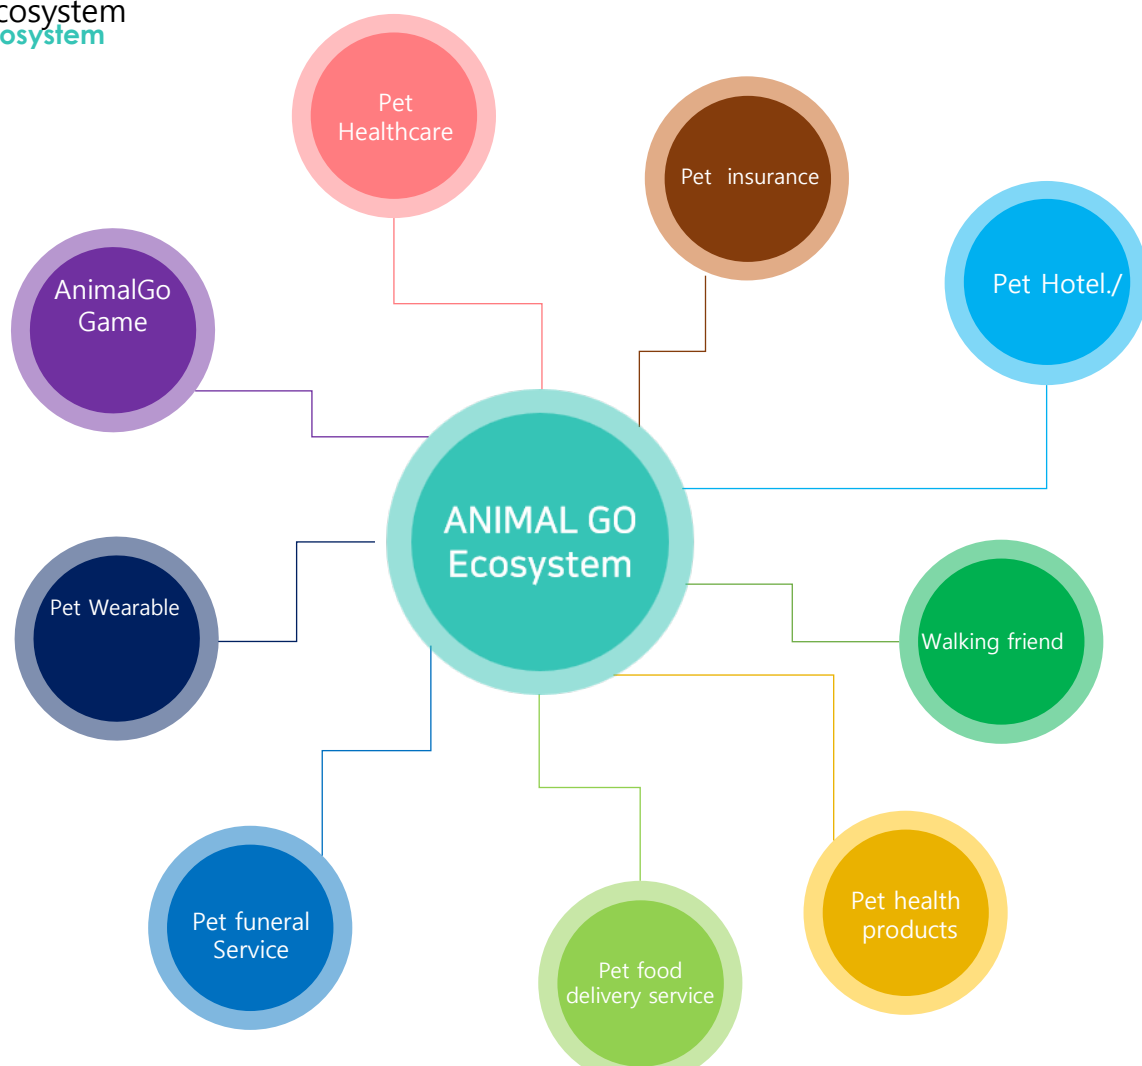 cosystem
osystem
Pet
Healthcare
Pet insurance
Pet Hotel./
AnimalGo
Game
ANIMAL GO
Ecosystem
Pet Wearable
Walking friend
Pet funeral
Service
Pet food
delivery service
Pet health
products